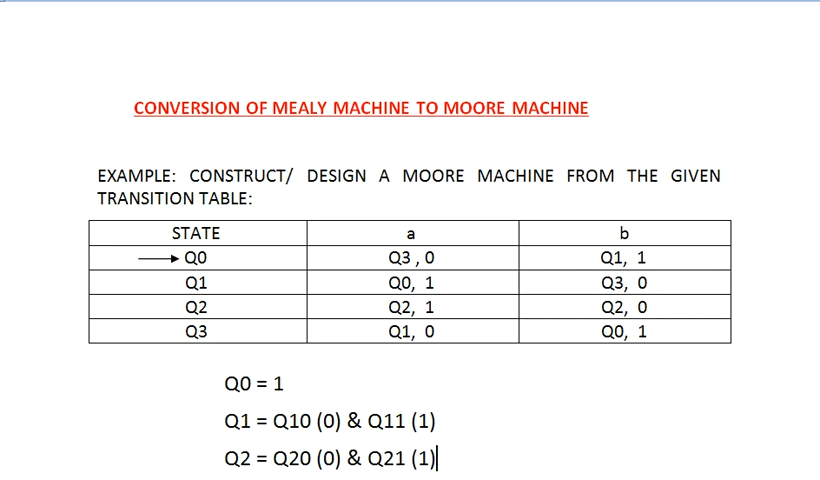 CONVERSION OF MEALY MACHINE TO MOORE MACHINE
EXAMPLE: CONSTRUCT/ DESIGN A MOORE MACHINE FROM THE GIVEN
TRANSITION TABLE:
STATE a b
Q0 Q3 , 0 Q1, 1
Q1 Q0, 1 Q3, 0
Q2 Q2, 1 Q2, 0
Q3 Q1, 0 Q0, 1
Q0 = 1
Q1 = Q10 (0) & Q11 (1)
Q2 = Q20 (0) & Q21 (1)